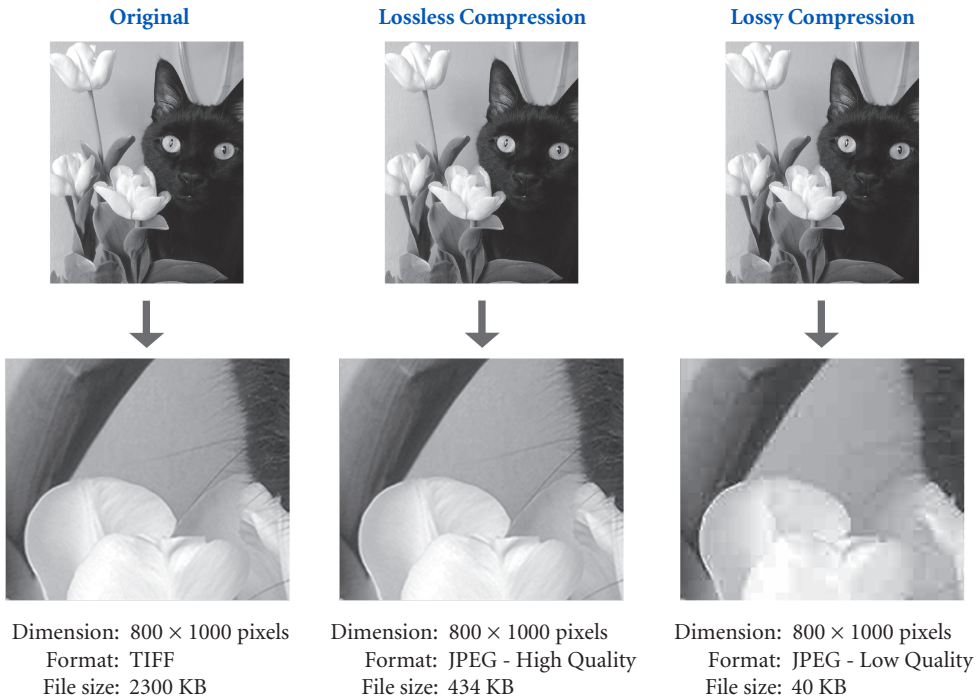 Original
Lossless Compression
Lossy Compression
Dimension: 800 × 1000 pixels
Format: TIFF
File size: 2300 KB
Dimension: 800 × 1000 pixels
Format: JPEG - High Quality
File size: 434 KB
Dimension: 800 × 1000 pixels
Format: JPEG - Low Quality
File size: 40 KB